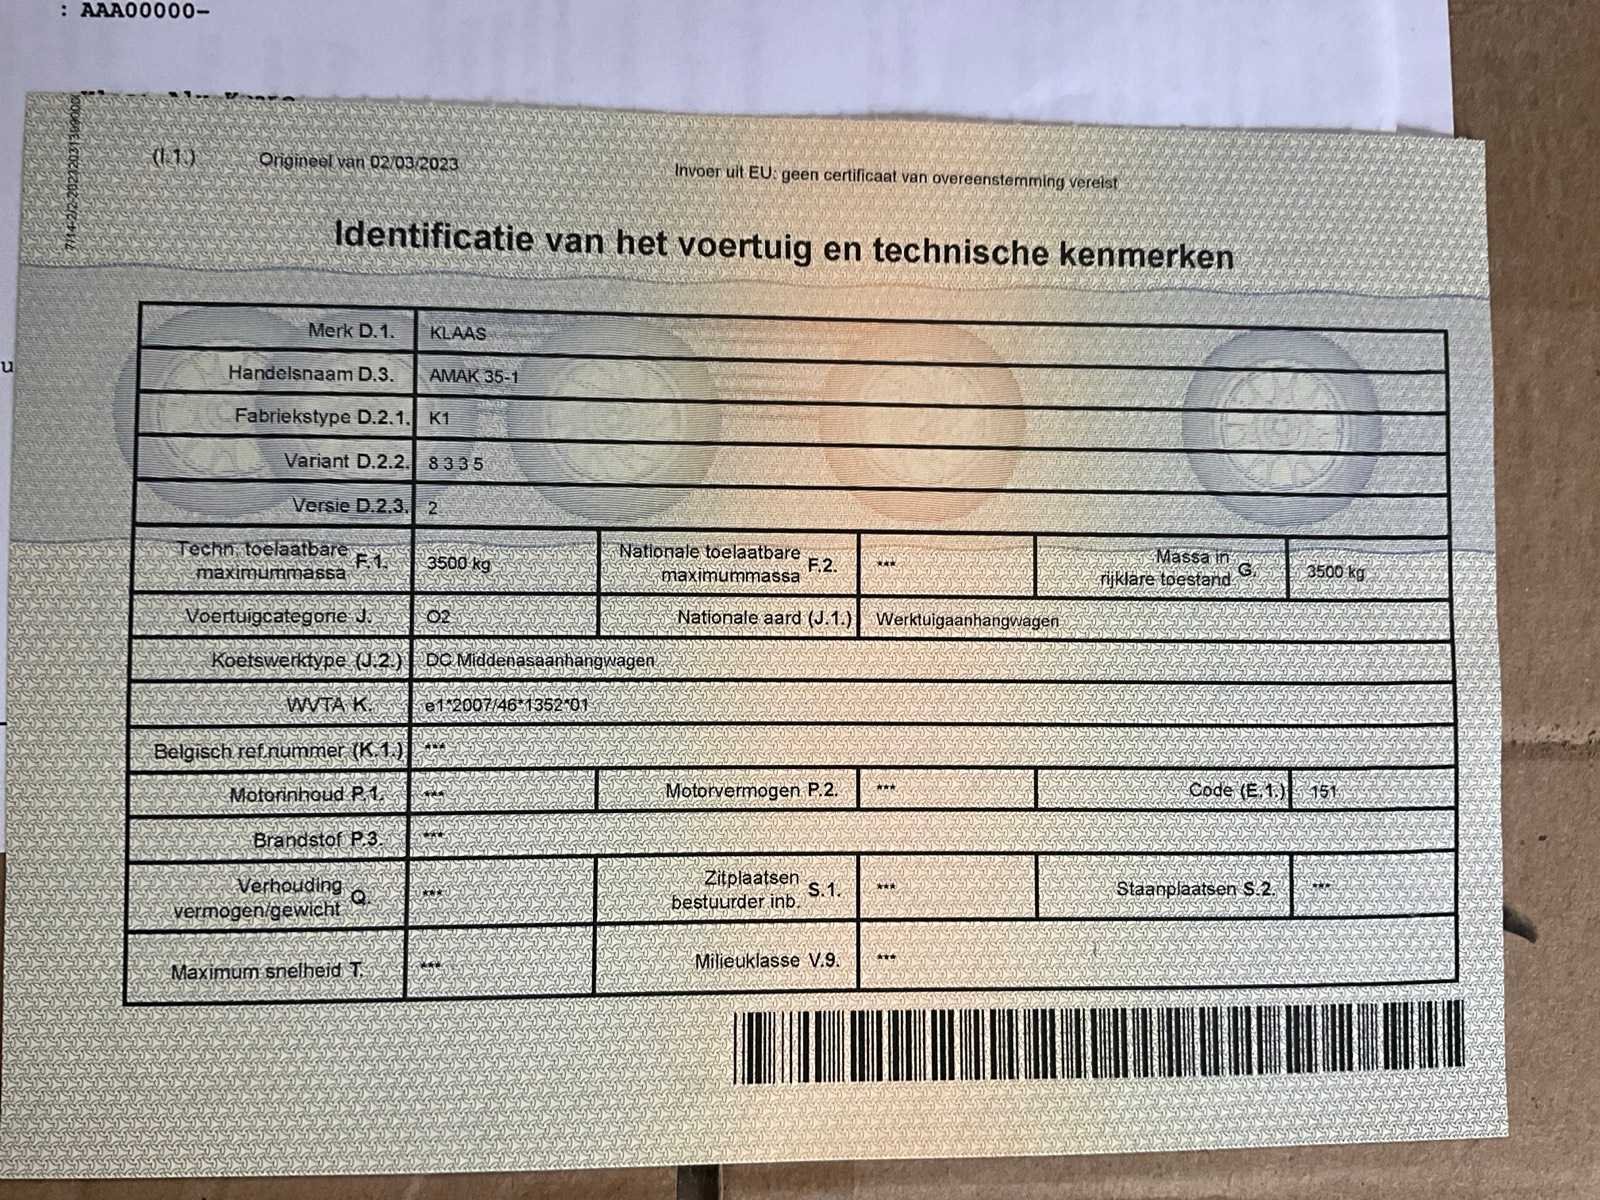 : AAA00000-
(I.1.) Origineel van 02/03/2023 Invoer uit EU: geen certificaat van overeenstemming vereist
Identificatie van het voertuig en technische kenmerken
Merk D.1. KLAAS
Handelsnaam D.3. AMAK 35-1
Fabriekstype D.2.1. K1
Variant D.2.2. 8 3 3 5
Versie D.2.3. 2
Techn. toelaatbare maximummassa F.1. 3500 kg Nationale toelaatbare maximummassa F.2. *** Massa in rijklare toestand G. 3500 kg
Voertuigcategorie J. O2 Nationale aard (J.1.) Werktuigaanhangwagen
Koetswerktype (J.2.) DC Middenasaanhangwagen
WVTA K. e1*2007/46*1352*01
Belgisch ref.nummer (K.1.) ***
Motorinhoud P.1. *** Motorvermogen P.2. *** Code (E.1.) 151
Brandstof P.3. ***
Verhouding vermogen/gewicht Q. *** Zitplaatsen bestuurder inb. S.1. *** Staanplaatsen S.2. ***
Maximum snelheid T. *** Milieuklasse V.9. ***